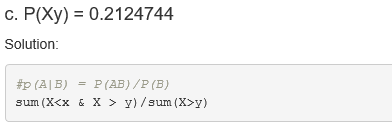 c. P(Xy) = 0.2124744
Solution:
#p(A|B) = P(AB)/P(B)
sum(X<x & X > y)/sum(X>y)